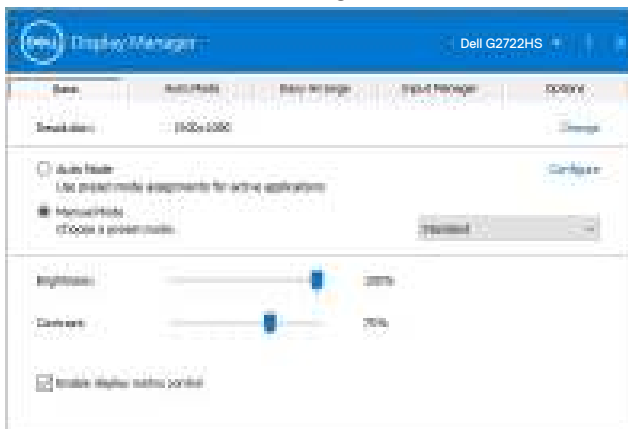 DELL Display Manager
Dell G2722HS
Basic Auto Mode Easy Arrange Input Manager Options
Resolution: 1920x1080 Change
Auto Mode Configure
Use preset mode assignments for active applications
Manual Mode
Choose a preset mode: Standard
Brightness: 100%
Contrast: 75%
Enable display matrix control